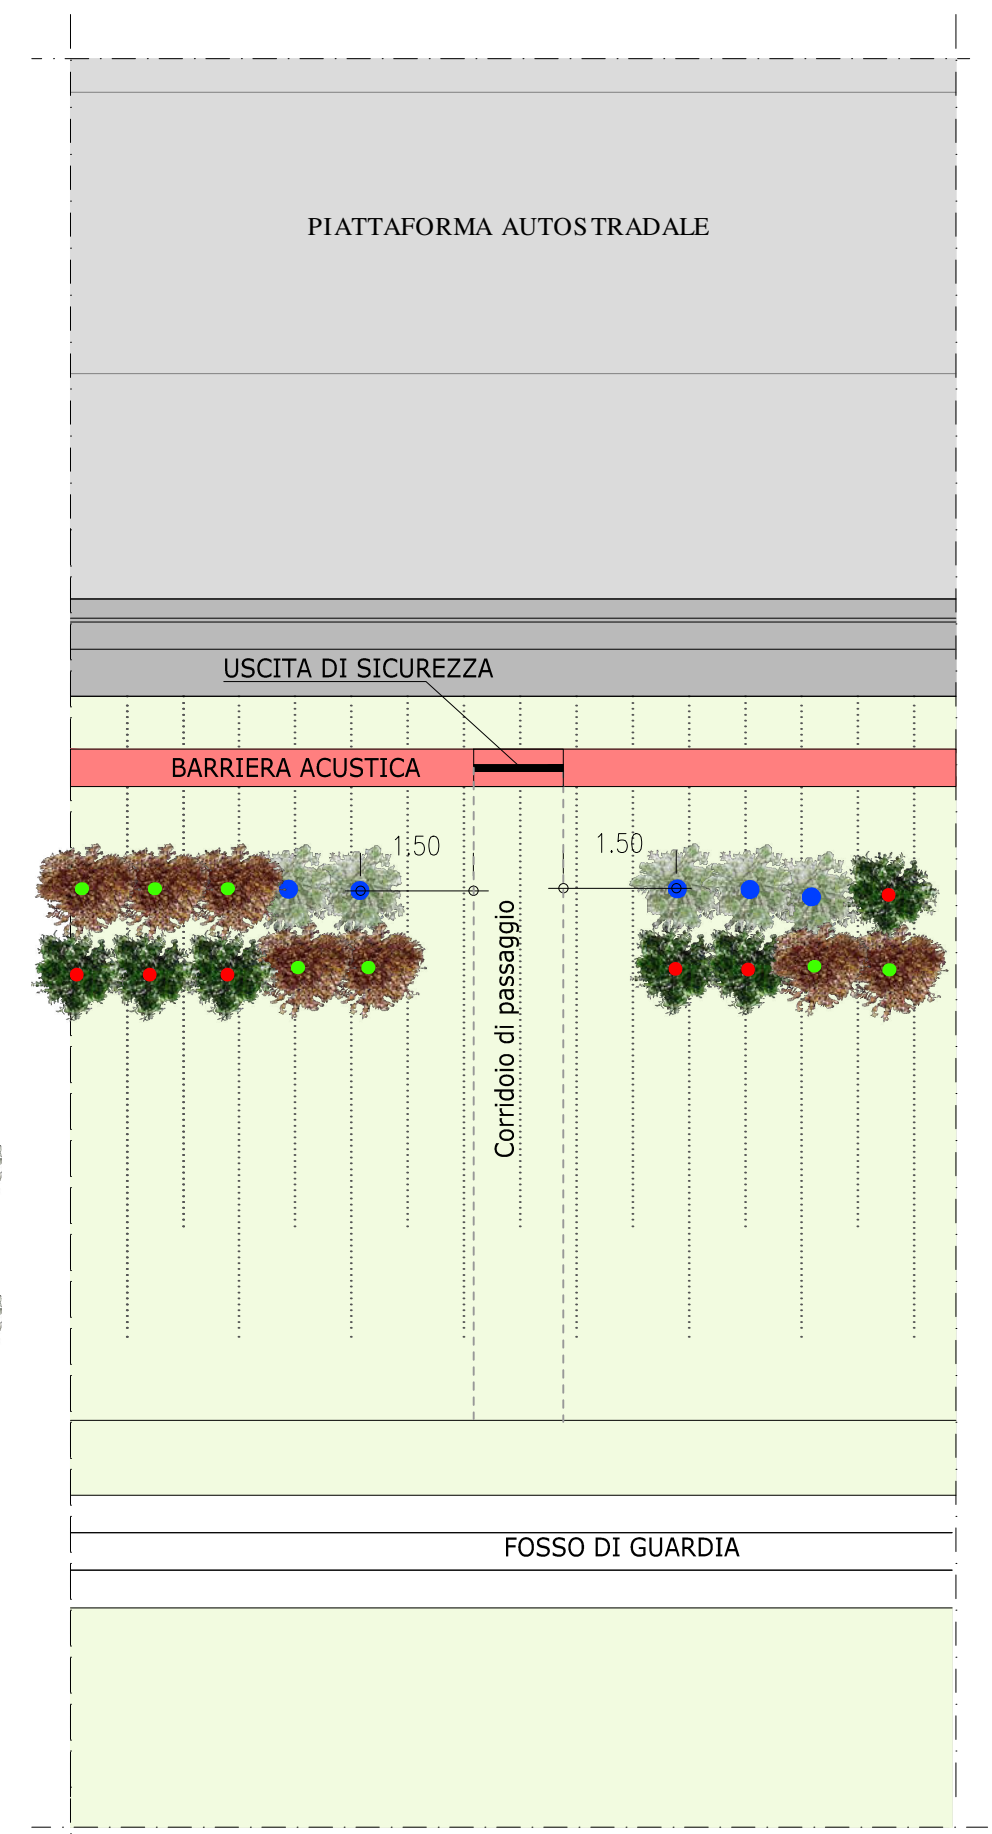 PIATTAFORMA AUTOSTRADALE
USCITA DI SICUREZZA
BARRIERA ACUSTICA
1.50
1.50
Corridoio di passaggio
FOSSO DI GUARDIA